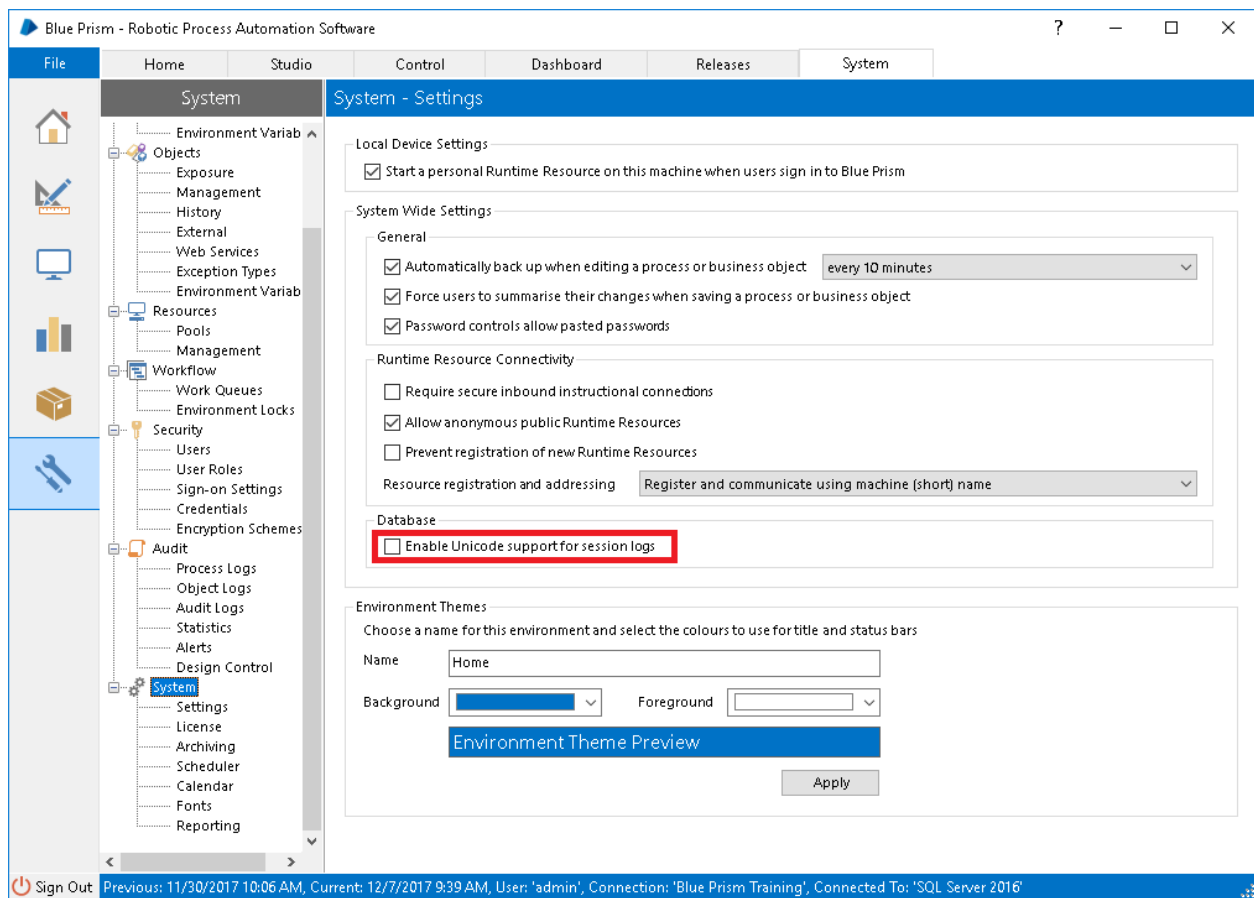 Blue Prism - Robotic Process Automation Software
?
File Home Studio Control Dashboard Releases System
System
System - Settings
Environment Variab
Objects
Exposure
Management
History
External
Web Services
Exception Types
Environment Variab
Resources
Pools
Management
Workflow
Work Queues
Environment Locks
Security
Users
User Roles
Sign-on Settings
Credentials
Encryption Schemes
Audit
Process Logs
Object Logs
Audit Logs
Statistics
Alerts
Design Control
System
Settings
License
Archiving
Scheduler
Calendar
Fonts
Reporting
Local Device Settings
Start a personal Runtime Resource on this machine when users sign in to Blue Prism
System Wide Settings
General
Automatically back up when editing a process or business object every 10 minutes
Force users to summarise their changes when saving a process or business object
Password controls allow pasted passwords
Runtime Resource Connectivity
Require secure inbound instructional connections
Allow anonymous public Runtime Resources
Prevent registration of new Runtime Resources
Resource registration and addressing Register and communicate using machine (short) name
Database
Enable Unicode support for session logs
Environment Themes
Choose a name for this environment and select the colours to use for title and status bars
Name Home
Background Foreground
Environment Theme Preview
Apply
Sign Out Previous: 11/30/2017 10:06 AM, Current: 12/7/2017 9:39 AM, User: 'admin', Connection: 'Blue Prism Training', Connected To: 'SQL Server 2016'